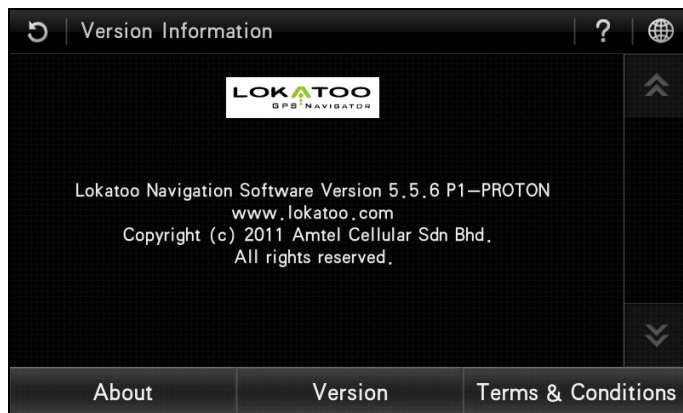 Version Information
?
LOKATOO
GPS NAVIGATOR
Lokatoo Navigation Software Version 5.5.6 P1-PROTON
www.lokatoo.com
Copyright (c) 2011 Amtel Cellular Sdn Bhd.
All rights reserved.
About
Version
Terms & Conditions